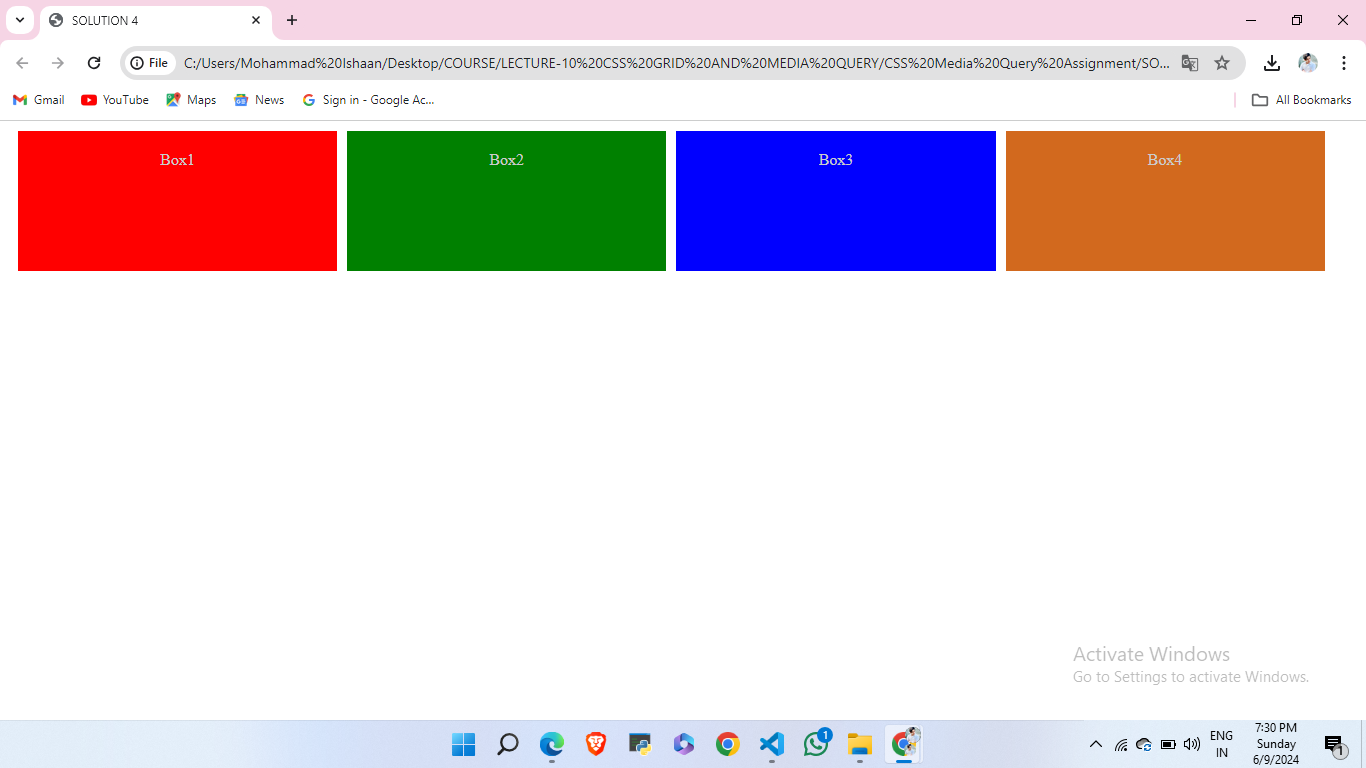 SOLUTION 4
File
C:/Users/Mohammad%20Ishaan/Desktop/COURSE/LECTURE-10%20CSS%20GRID%20AND%20MEDIA%20QUERY/CSS%20Media%20Query%20Assignment/SO...
Gmail YouTube Maps News Sign in - Google Ac... All Bookmarks
Box1 Box2 Box3 Box4
Activate Windows
Go to Settings to activate Windows.
1
ENG
IN
7:30 PM
Sunday
6/9/2024
1